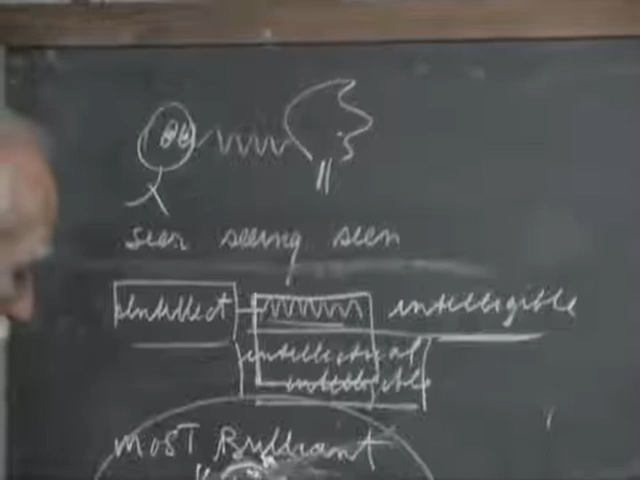 seer seeing seen
Intellect intelligible
intellectual
intelligible
MOST Brilliant